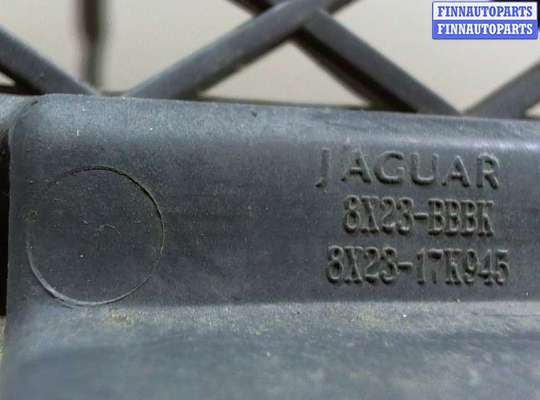 FINNAUTOPARTS
FINNAUTOPARTS
JAGUAR
8X23-BBBK
8X23-17K945